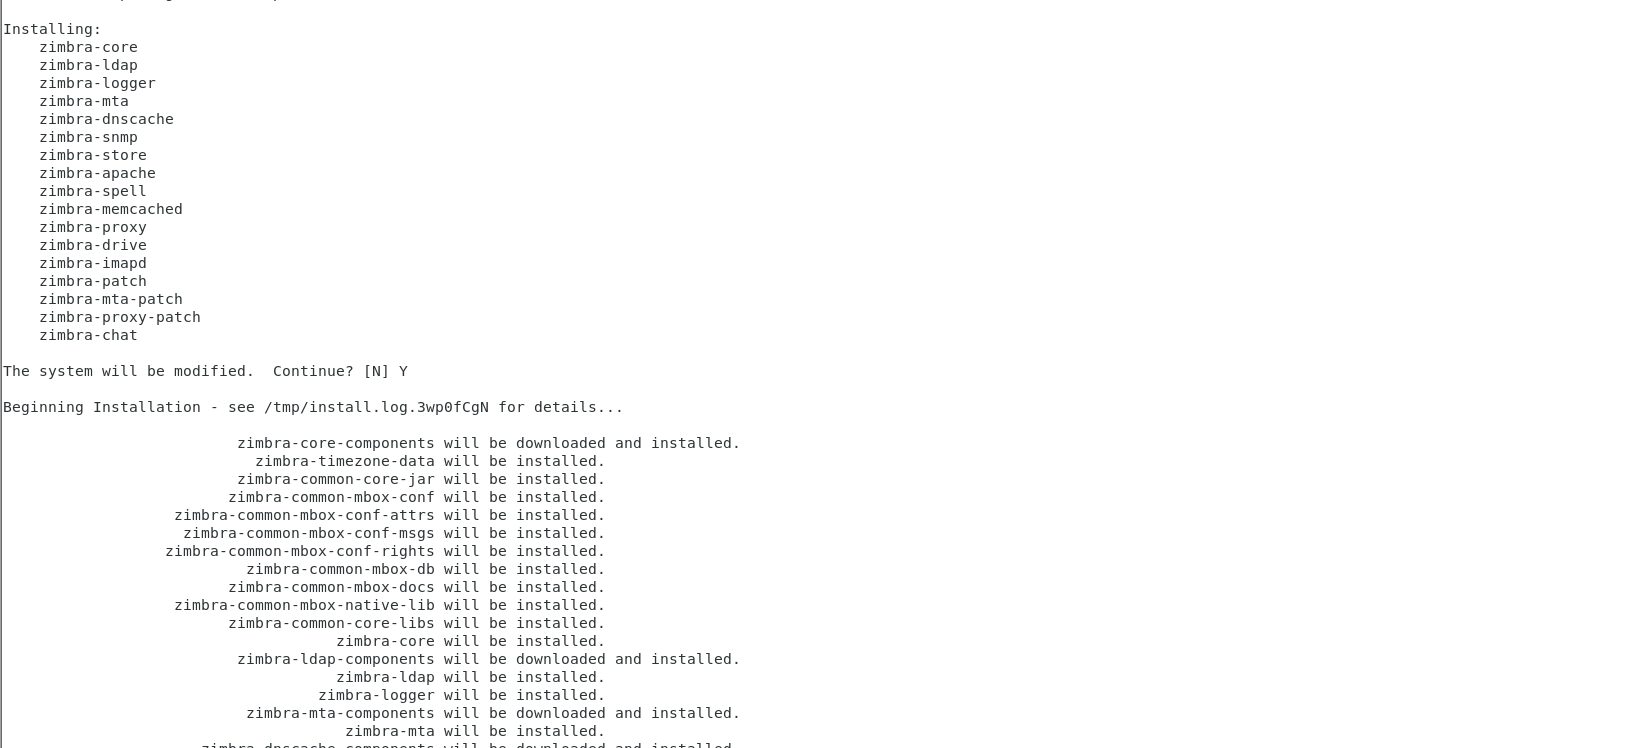 Installing:
    zimbra-core
    zimbra-ldap
    zimbra-logger
    zimbra-mta
    zimbra-dnscache
    zimbra-snmp
    zimbra-store
    zimbra-apache
    zimbra-spell
    zimbra-memcached
    zimbra-proxy
    zimbra-drive
    zimbra-imapd
    zimbra-patch
    zimbra-mta-patch
    zimbra-proxy-patch
    zimbra-chat
The system will be modified.  Continue? [N] Y
Beginning Installation - see /tmp/install.log.3wp0fCgN for details...
                          zimbra-core-components will be downloaded and installed.
                            zimbra-timezone-data will be installed.
                          zimbra-common-core-jar will be installed.
                         zimbra-common-mbox-conf will be installed.
                   zimbra-common-mbox-conf-attrs will be installed.
                    zimbra-common-mbox-conf-msgs will be installed.
                  zimbra-common-mbox-conf-rights will be installed.
                           zimbra-common-mbox-db will be installed.
                         zimbra-common-mbox-docs will be installed.
                   zimbra-common-mbox-native-lib will be installed.
                         zimbra-common-core-libs will be installed.
                                     zimbra-core will be installed.
                          zimbra-ldap-components will be downloaded and installed.
                                     zimbra-ldap will be installed.
                                   zimbra-logger will be installed.
                           zimbra-mta-components will be downloaded and installed.
                                      zimbra-mta will be installed.
                      zimbra-dnscache-components will be downloaded and installed.